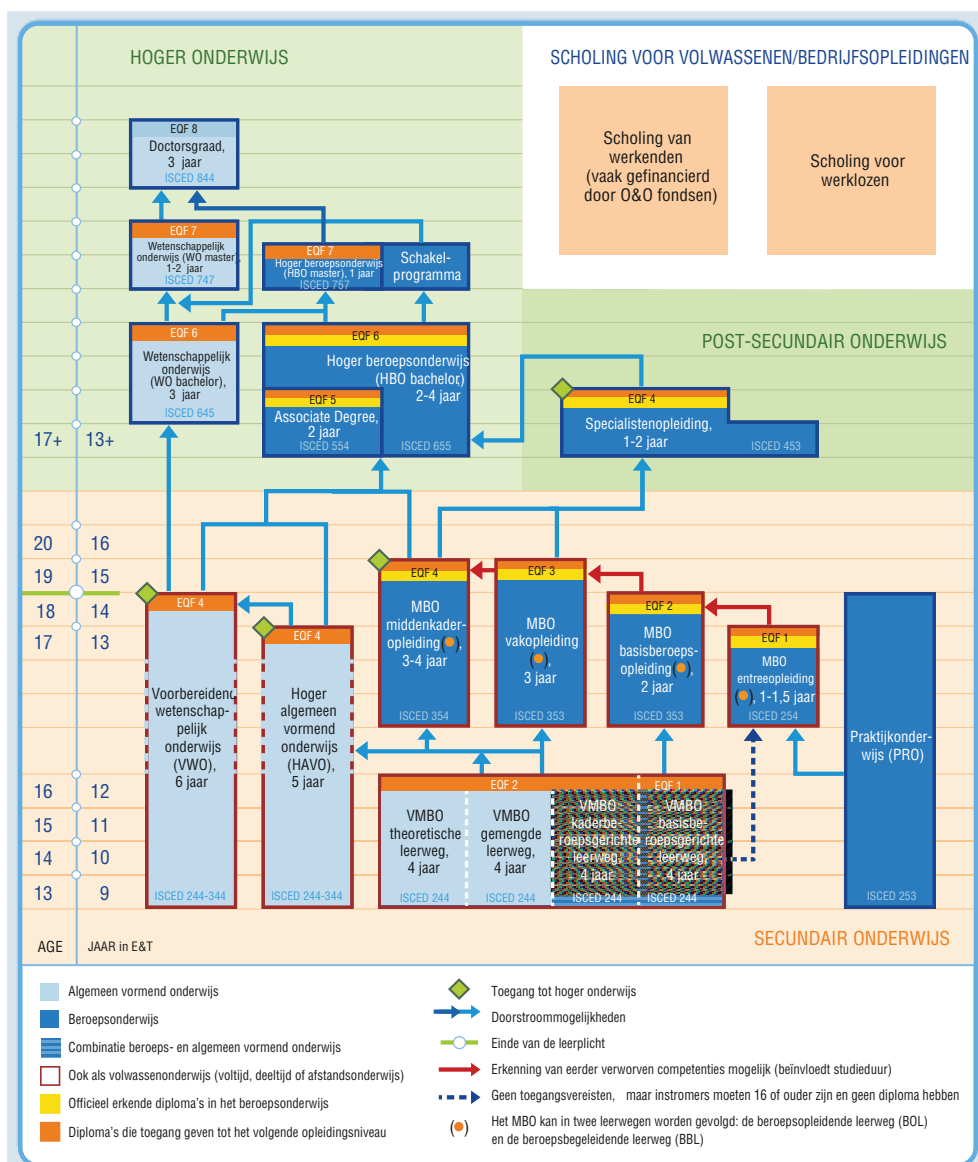 HOGER ONDERWIJS
SCHOLING VOOR VOLWASSENEN/BEDRIJFSOPLEIDINGEN
Scholing van
werkenden
(vaak gefinancierd
door O&O fondsen)
Scholing voor
werklozen
EQF 8
Doctorsgraad,
3 jaar
ISCED 844
EQF 7
Wetenschappelijk
onderwijs (WO master),
1-2 jaar
ISCED 747
EQF 7
Hoger beroepsonderwijs
(HBO master), 1 jaar
ISCED 757
Schakel-
programma
POST-SECUNDAIR ONDERWIJS
EQF 6
Wetenschappelijk
onderwijs
(WO bachelor),
3 jaar
ISCED 645
EQF 6
Hoger beroepsonderwijs
(HBO bachelor)
2-4 jaar
ISCED 655
EQF 5
Associate Degree,
2 jaar
ISCED 554
EQF 4
Specialistenopleiding,
1-2 jaar
ISCED 453
17+ 13+
20 16
19 15
18 14
17 13
16 12
15 11
14 10
13 9
AGE JAAR in E&T
EQF 4
Voorbereidend
wetenschap-
pelijk
onderwijs
(VWO)
6 jaar
ISCED 244-344
EQF 4
Hoger
algemeen
vormend
onderwijs
(HAVO),
5 jaar
ISCED 244-344
EQF 4
MBO
middenkader-
opleiding( ),
3-4 jaar
ISCED 354
EQF 3
MBO
vakopleiding
( ),
3 jaar
ISCED 353
EQF 2
MBO
basisberoeps-
opleiding( ),
2 jaar
ISCED 353
EQF 1
MBO
entreeopleiding
( ), 1-1,5 jaar
ISCED 254
Praktijkonder-
wijs (PRO)
ISCED 253
EQF 2
EQF 1
VMBO
theoretische
leerweg,
4 jaar
ISCED 244
VMBO
gemengde
leerweg,
4 jaar
ISCED 244
VMBO
kaderbe-
roepsgerichte
leerweg,
4 jaar
ISCED 244
VMBO
basisbe-
roepsgerichte
leerweg,
4 jaar
ISCED 244
SECUNDAIR ONDERWIJS
Algemeen vormend onderwijs
Beroepsonderwijs
Combinatie beroeps- en algemeen vormend onderwijs
Ook als volwassenonderwijs (voltijd, deeltijd of afstandsonderwijs)
Officieel erkende diploma's in het beroepsonderwijs
Diploma's die toegang geven tot het volgende opleidingsniveau
Toegang tot hoger onderwijs
Doorstroommogelijkheden
Einde van de leerplicht
Erkenning van eerder verworven competenties mogelijk (beïnvloedt studieduur)
Geen toegangsvereisten, maar instromers moeten 16 of ouder zijn en geen diploma hebben
( ) Het MBO kan in twee leerwegen worden gevolgd: de beroepsopleidende leerweg (BOL)
en de beroepsbegeleidende leerweg (BBL)